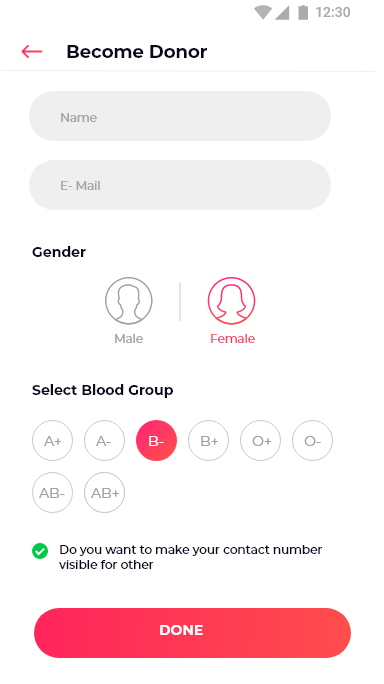 12:30
Become Donor
Name
E- Mail
Gender
Male
Female
Select Blood Group
A+ A- B- B+ O+ O-
AB- AB+
Do you want to make your contact number
visible for other
DONE